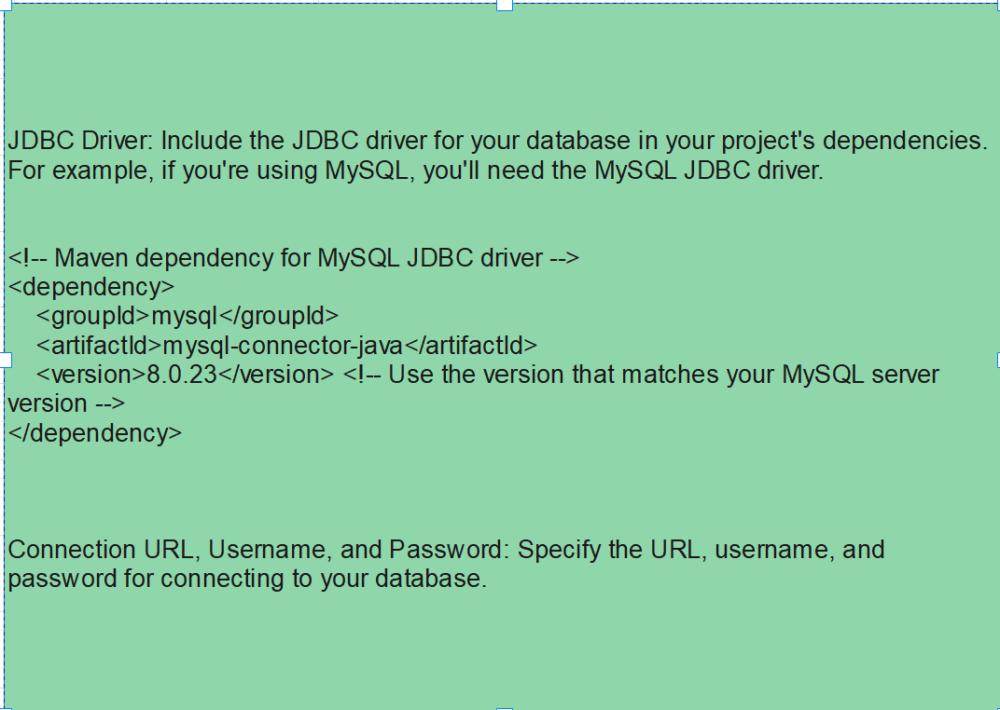 JDBC Driver: Include the JDBC driver for your database in your project's dependencies.
For example, if you're using MySQL, you'll need the MySQL JDBC driver.
<!-- Maven dependency for MySQL JDBC driver -->
<dependency>
    <groupId>mysql</groupId>
    <artifactId>mysql-connector-java</artifactId>
    <version>8.0.23</version> <!-- Use the version that matches your MySQL server
version -->
</dependency>
Connection URL, Username, and Password: Specify the URL, username, and
password for connecting to your database.